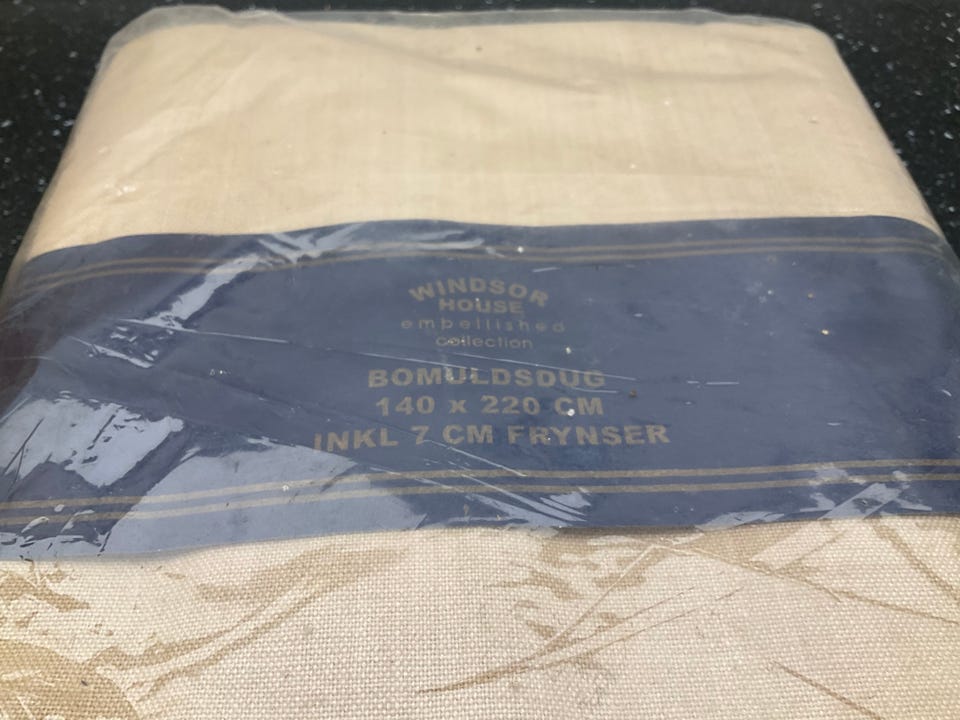 WINDSOR
HOUSE
embellished
collection
BOMULDSDUG
140 x 220 CM
INKL 7 CM FRYNSER